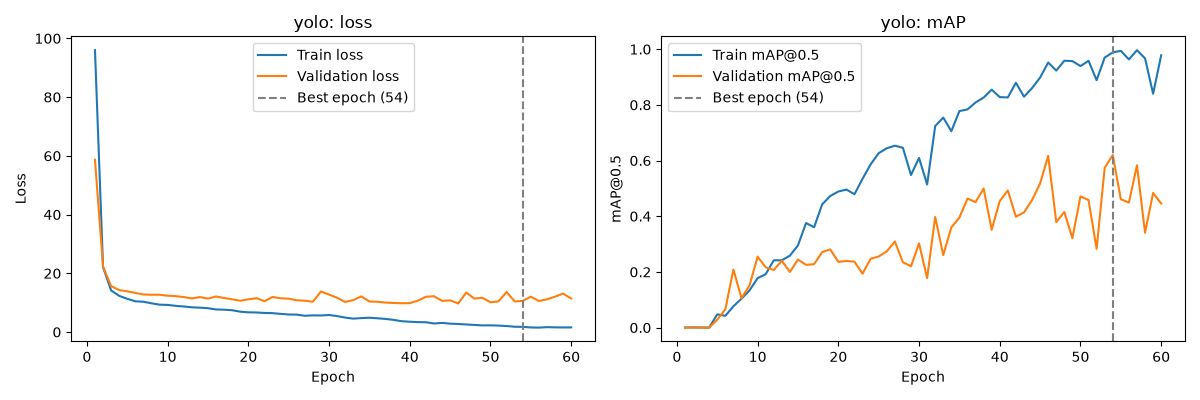 yolo: loss
Train loss
Validation loss
Best epoch (54)
100
80
60
40
20
0
Loss
0
10
20
30
40
50
60
Epoch
yolo: mAP
Train mAP@0.5
Validation mAP@0.5
Best epoch (54)
1.0
0.8
0.6
0.4
0.2
0.0
mAP@0.5
0
10
20
30
40
50
60
Epoch